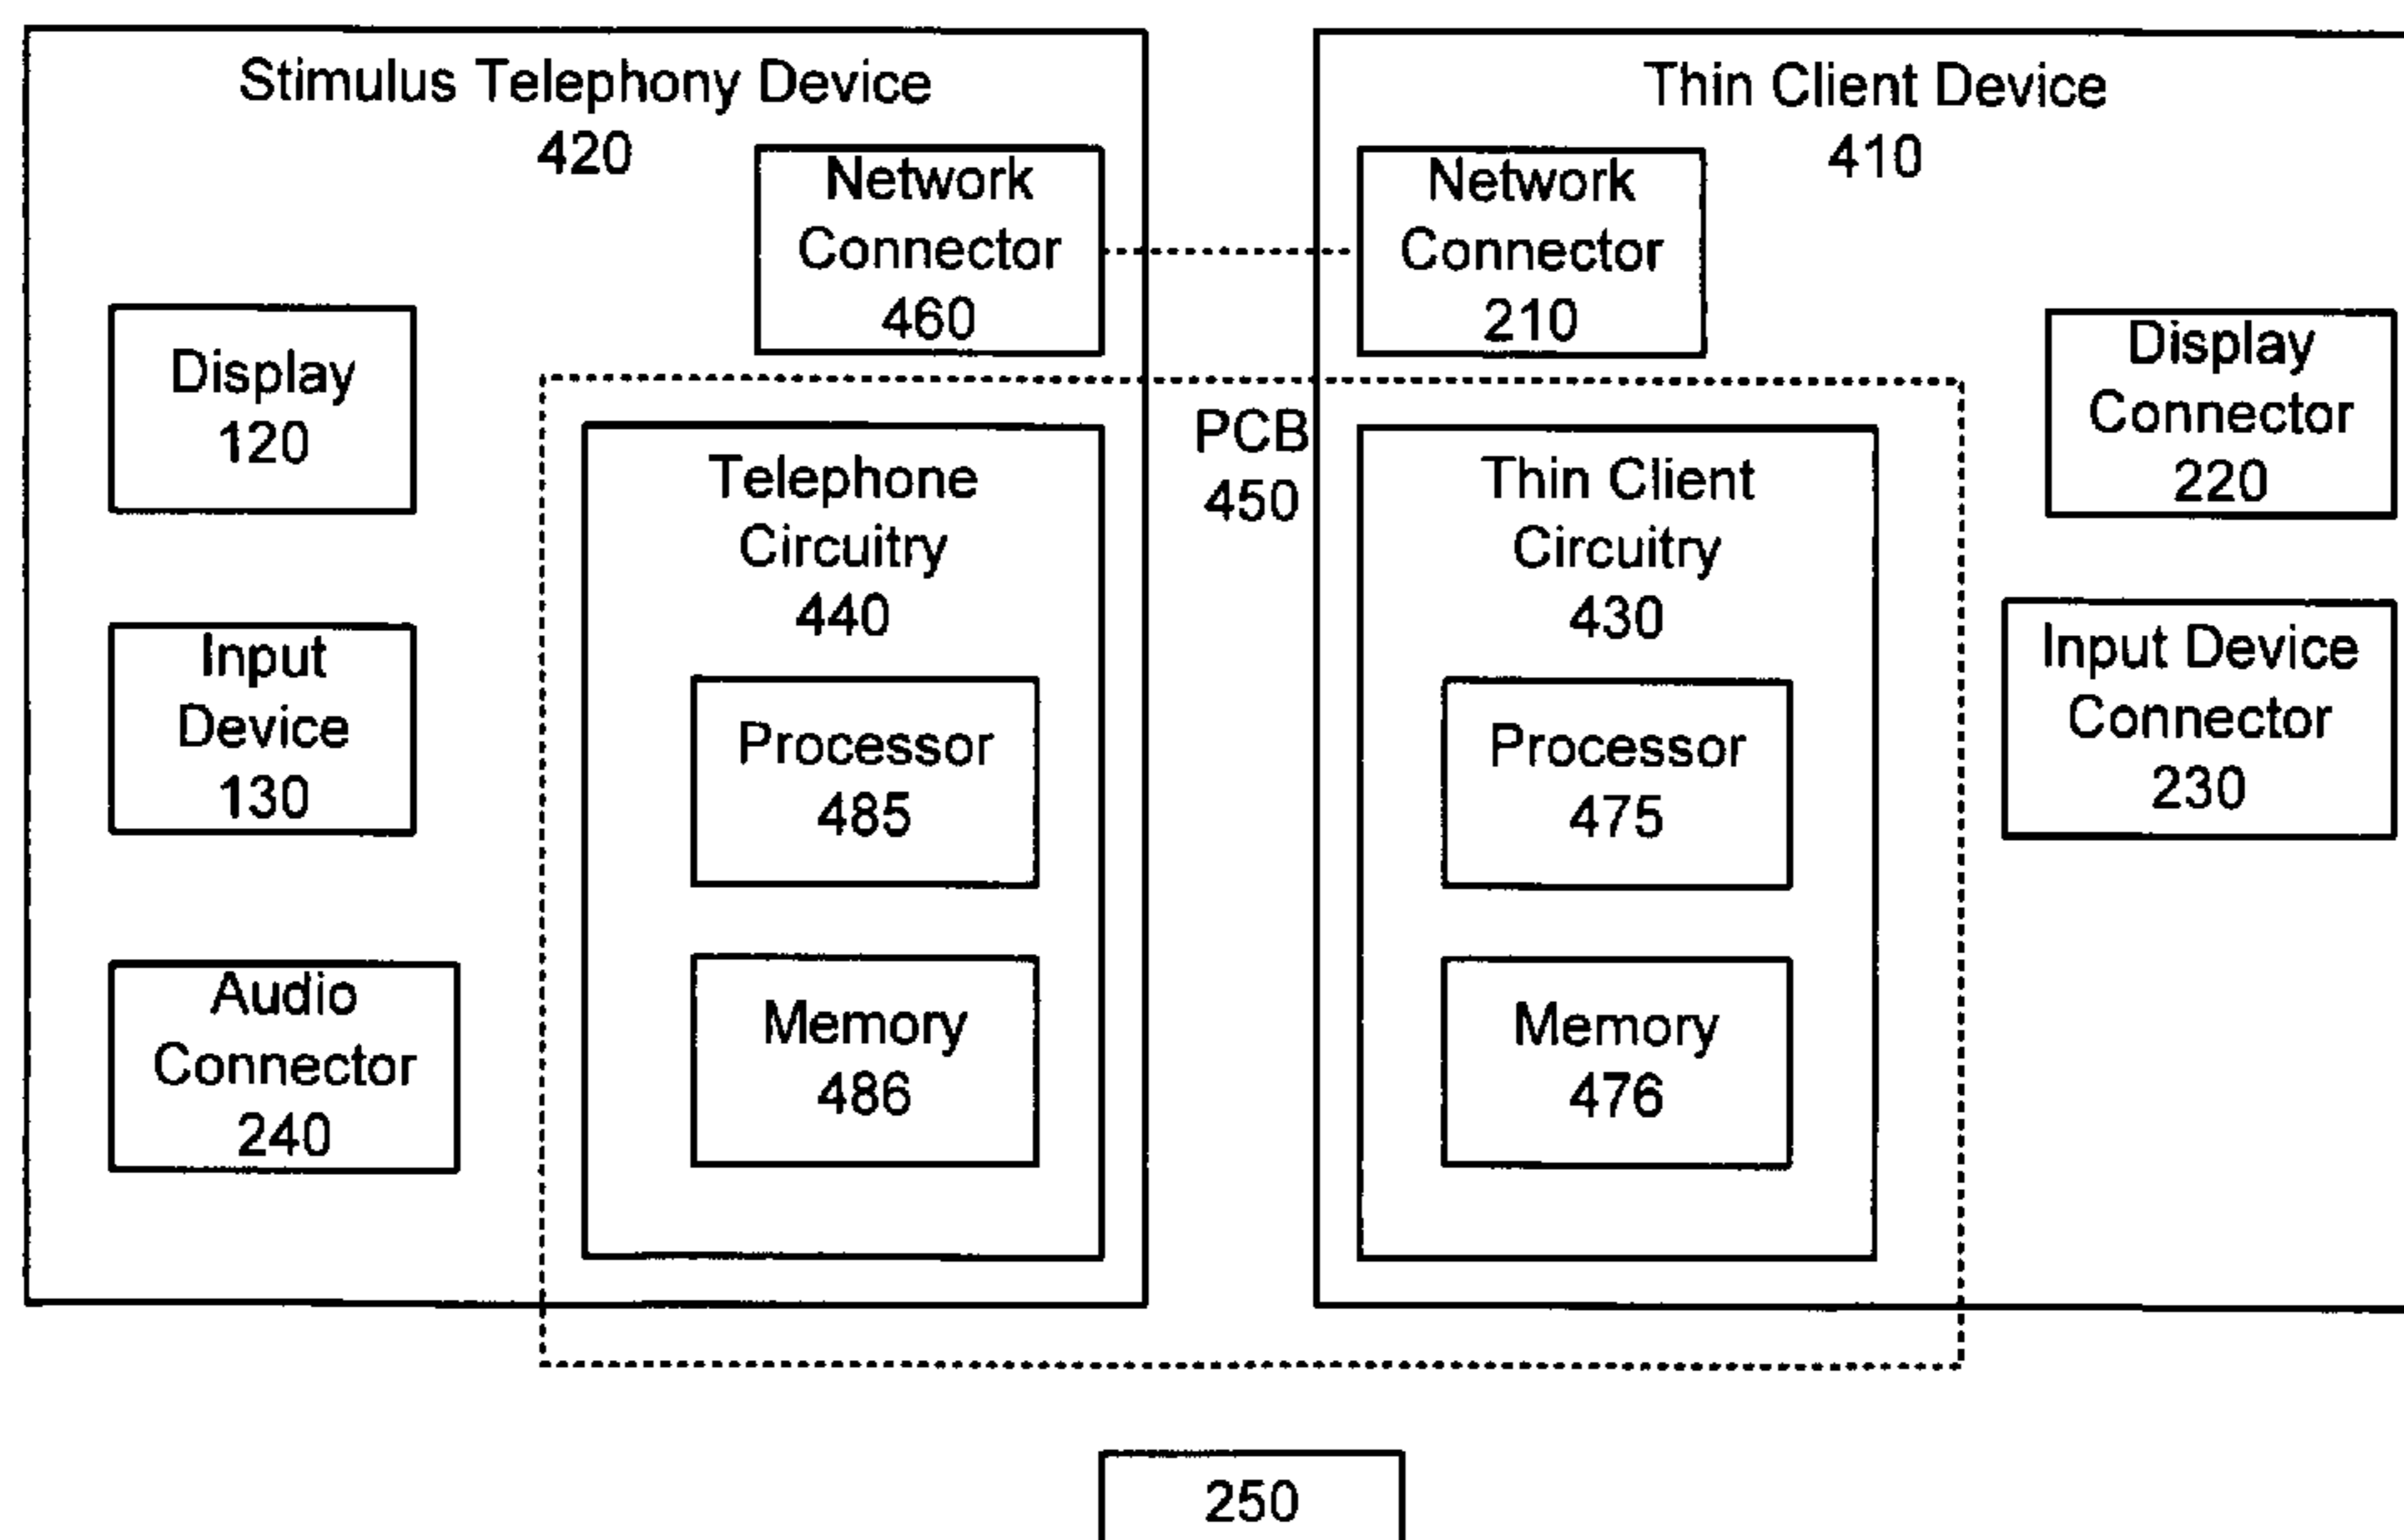 Stimulus Telephony Device
420
Network
Connector
460
Display
120
Input
Device
130
Audio
Connector
240
Telephone
Circuitry
440
Processor
485
Memory
486
PCB
450
Thin Client Device
410
Network
Connector
210
Thin Client
Circuitry
430
Processor
475
Memory
476
Display
Connector
220
Input Device
Connector
230
250